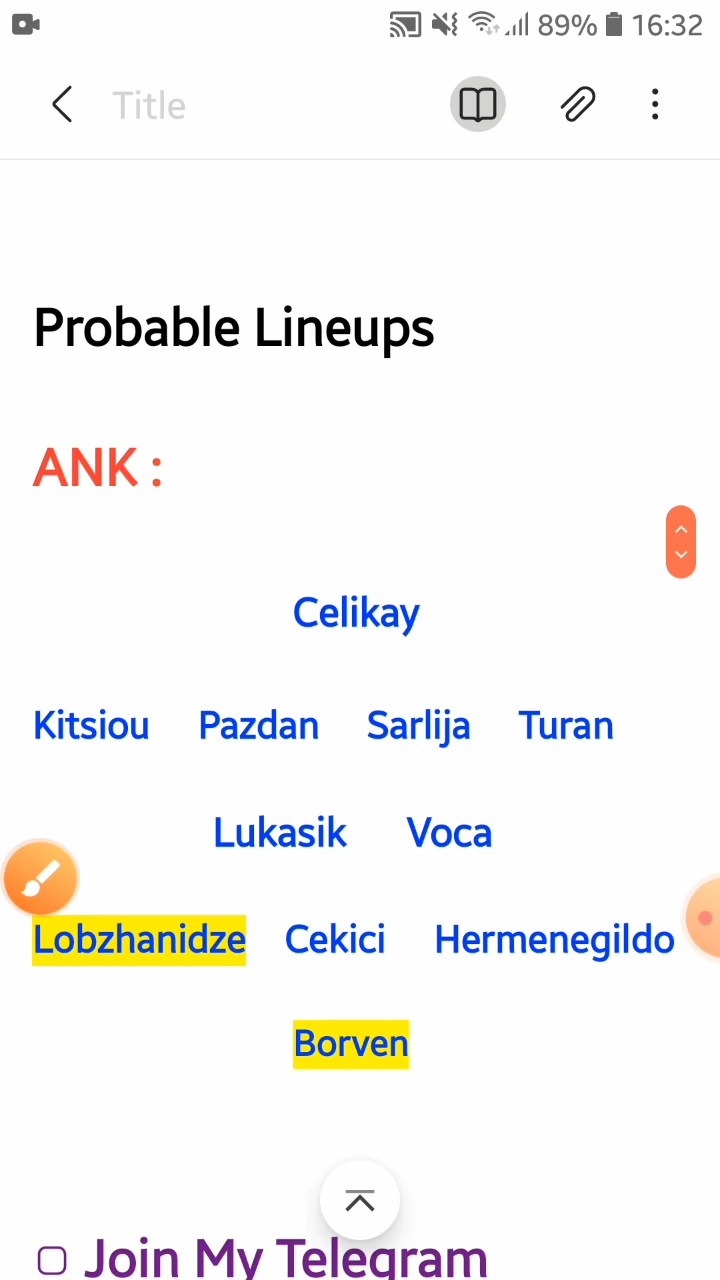 89% 16:32
Title
Probable Lineups
ANK :
Celikay
Kitsiou Pazdan Sarlija Turan
Lukasik Voca
Lobzhanidze Cekici Hermenegildo
Borven
Join My Telegram